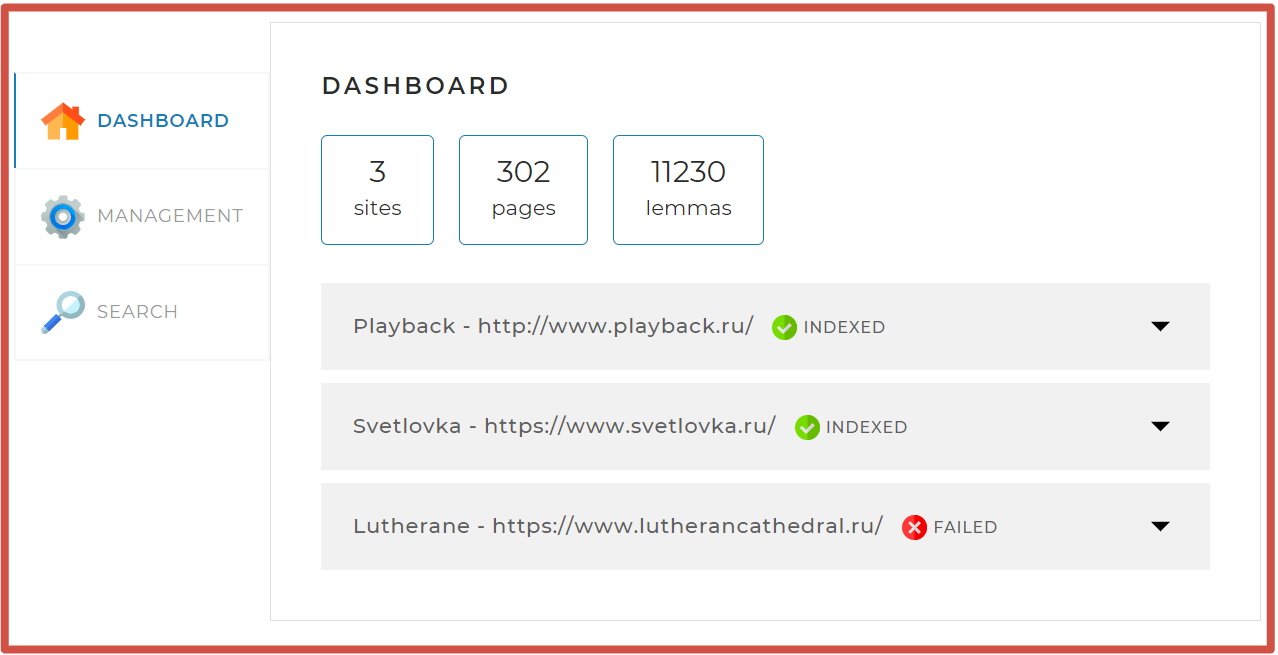 DASHBOARD
MANAGEMENT
SEARCH
DASHBOARD
3
sites
302
pages
11230
lemmas
Playback - http://www.playback.ru/ INDEXED
Svetlovka - https://www.svetlovka.ru/ INDEXED
Lutherane - https://www.lutherancathedral.ru/ FAILED